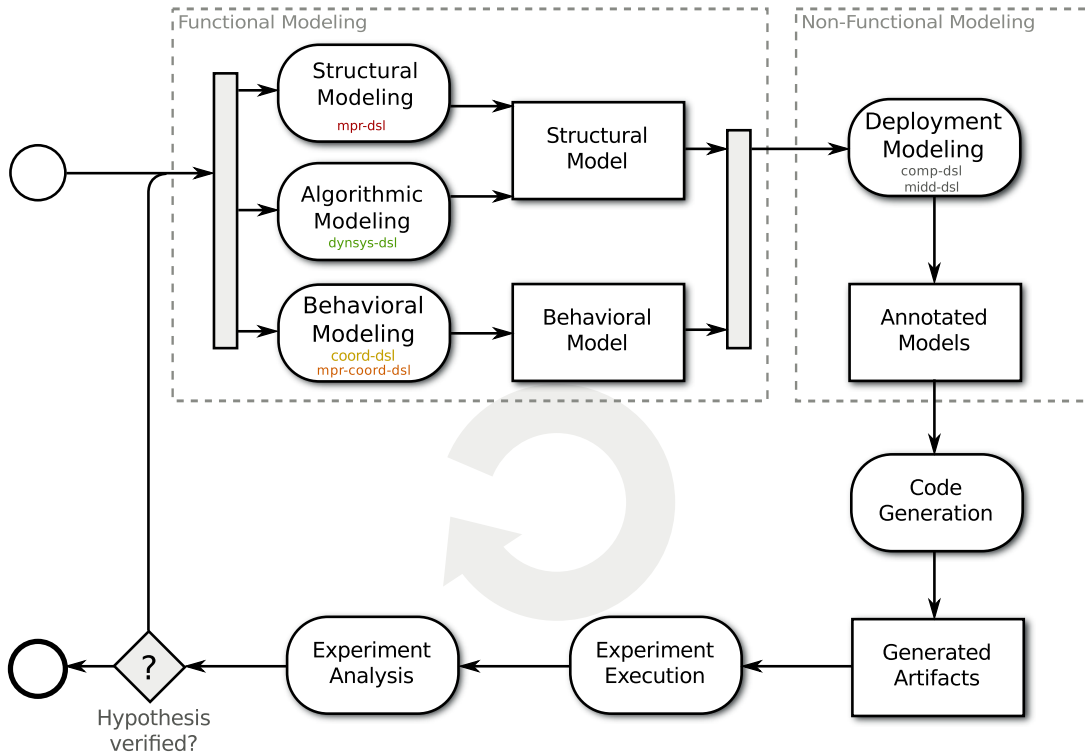 Functional Modeling
Non-Functional Modeling
Structural
Modeling
mpr-dsl
Structural
Model
Deployment
Modeling
comp-dsl
midd-dsl
Algorithmic
Modeling
dynsys-dsl
Behavioral
Modeling
coord-dsl
mpr-coord-dsl
Behavioral
Model
Annotated
Models
Code
Generation
Generated
Artifacts
Experiment
Execution
Experiment
Analysis
?
Hypothesis
verified?